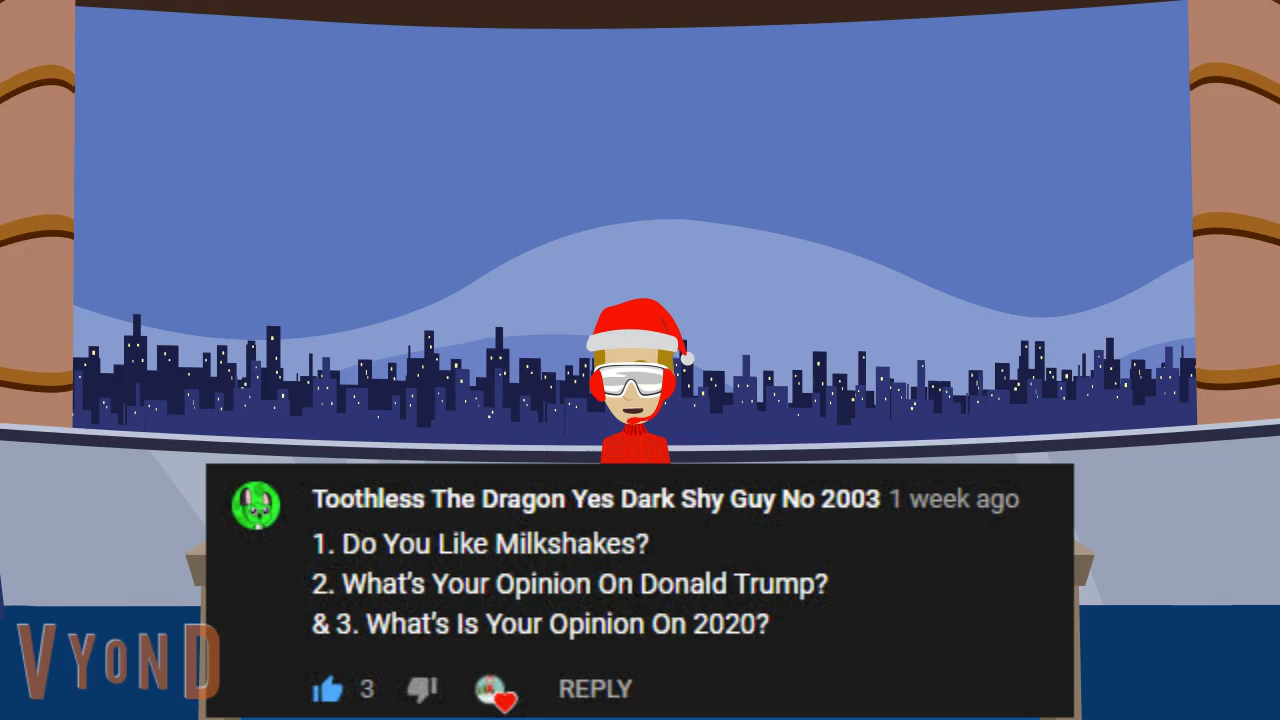 Toothless The Dragon Yes Dark Shy Guy No 2003 1 week ago
1. Do You Like Milkshakes?
2. What's Your Opinion On Donald Trump?
& 3. What's Is Your Opinion On 2020?
3 REPLY
VYOND